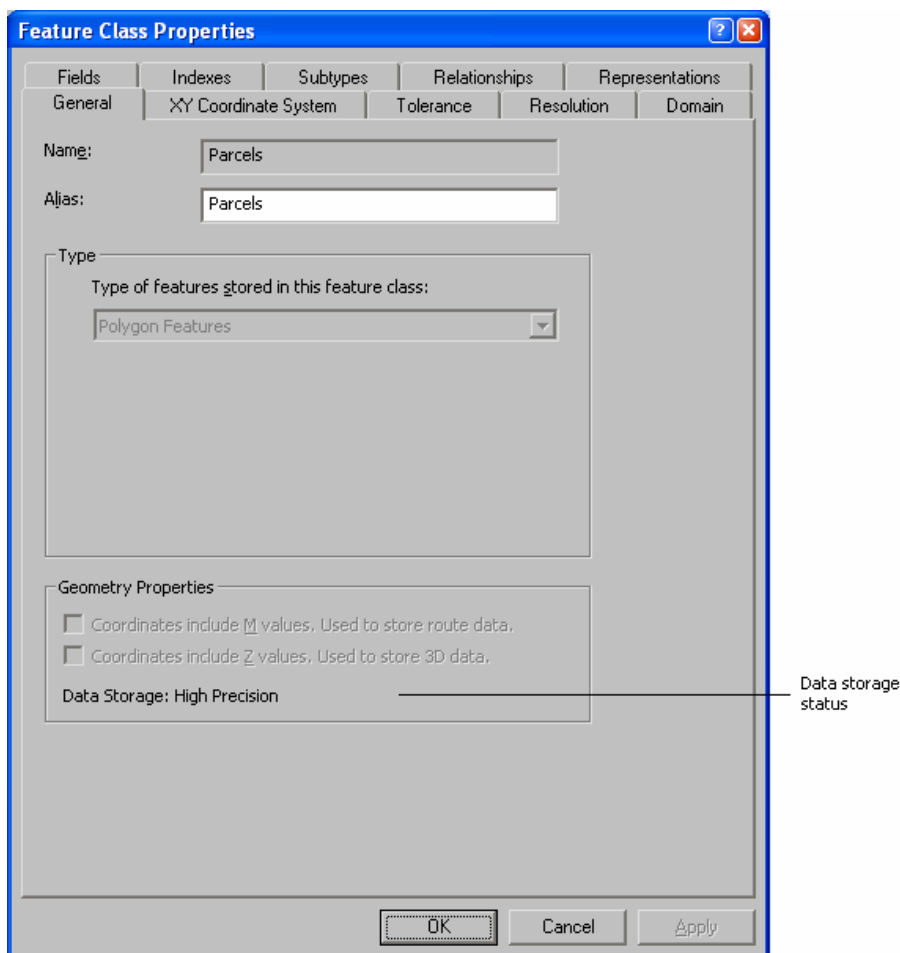 Feature Class Properties
Fields Indexes Subtypes Relationships Representations
General XY Coordinate System Tolerance Resolution Domain
Name: Parcels
Alias: Parcels
Type
Type of features stored in this feature class:
Polygon Features
Geometry Properties
Coordinates include M values. Used to store route data.
Coordinates include Z values. Used to store 3D data.
Data Storage: High Precision
Data storage
status
OK Cancel Apply